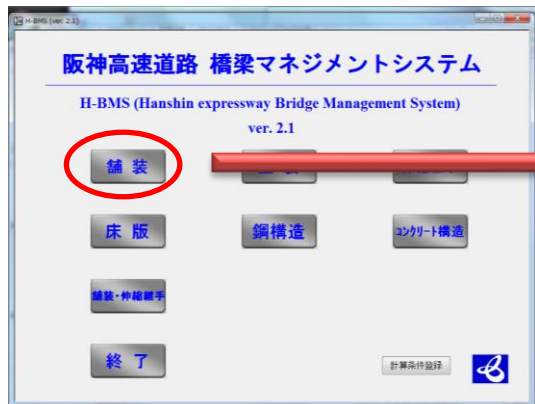 H-BMS (ver. 2.1)
阪神高速道路 橋梁マネジメントシステム
H-BMS (Hanshin expressway Bridge Management System)
ver. 2.1
舗 装
床 版
鋼構造
コンクリート構造
舗装・伸縮継手
終 了
計算条件登録